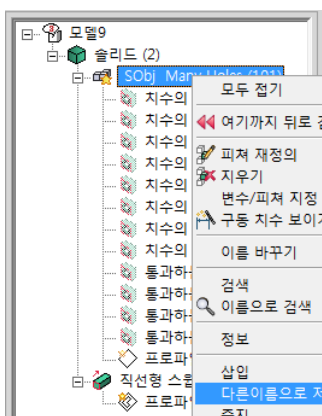 모델9
솔리드 (2)
SObj Many Holes (101)
치수의
치수의
치수의
치수의
치수의
치수의
치수의
치수의
통과하
통과하
통과하
통과하
프로파
직선형 스윕
프로파
모두 접기
여기까지 뒤로
피쳐 재정의
지우기
변수/피쳐 지정
구동 치수 보이기
이름 바꾸기
검색
이름으로 검색
정보
삽입
다른이름으로 저